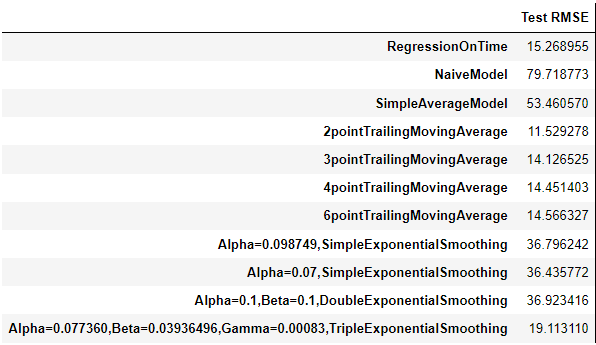 Test RMSE
RegressionOnTime 15.268955
NaiveModel 79.718773
SimpleAverageModel 53.460570
2pointTrailingMovingAverage 11.529278
3pointTrailingMovingAverage 14.126525
4pointTrailingMovingAverage 14.451403
6pointTrailingMovingAverage 14.566327
Alpha=0.098749,SimpleExponentialSmoothing 36.796242
Alpha=0.07,SimpleExponentialSmoothing 36.435772
Alpha=0.1,Beta=0.1,DoubleExponentialSmoothing 36.923416
Alpha=0.077360,Beta=0.03936496,Gamma=0.00083,TripleExponentialSmoothing 19.113110